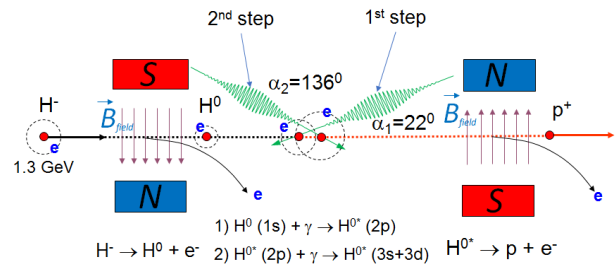 2nd step
1st step
S
N
α2=136⁰
H-
H⁰
B field
e
e
α1=22⁰
B field
p+
e
e
1.3 GeV
N
S
e
e
1) H⁰ (1s) + γ → H⁰* (2p)
H- → H⁰ + e-
2) H⁰* (2p) + γ → H⁰* (3s+3d)
H⁰* → p + e-